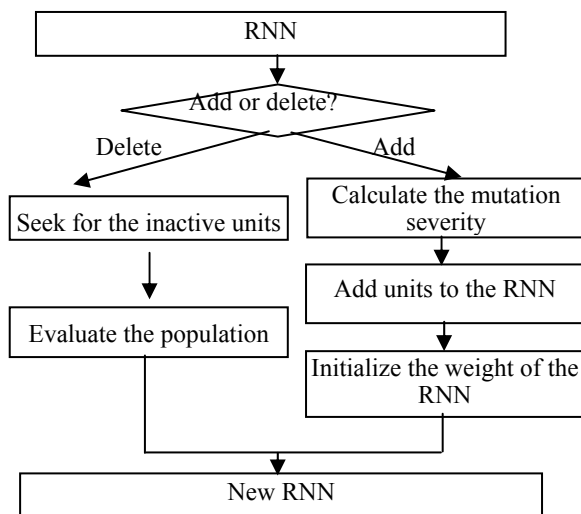 RNN
Add or delete?
Delete
Add
Seek for the inactive units
Calculate the mutation
severity
Evaluate the population
Add units to the RNN
Initialize the weight of the
RNN
New RNN